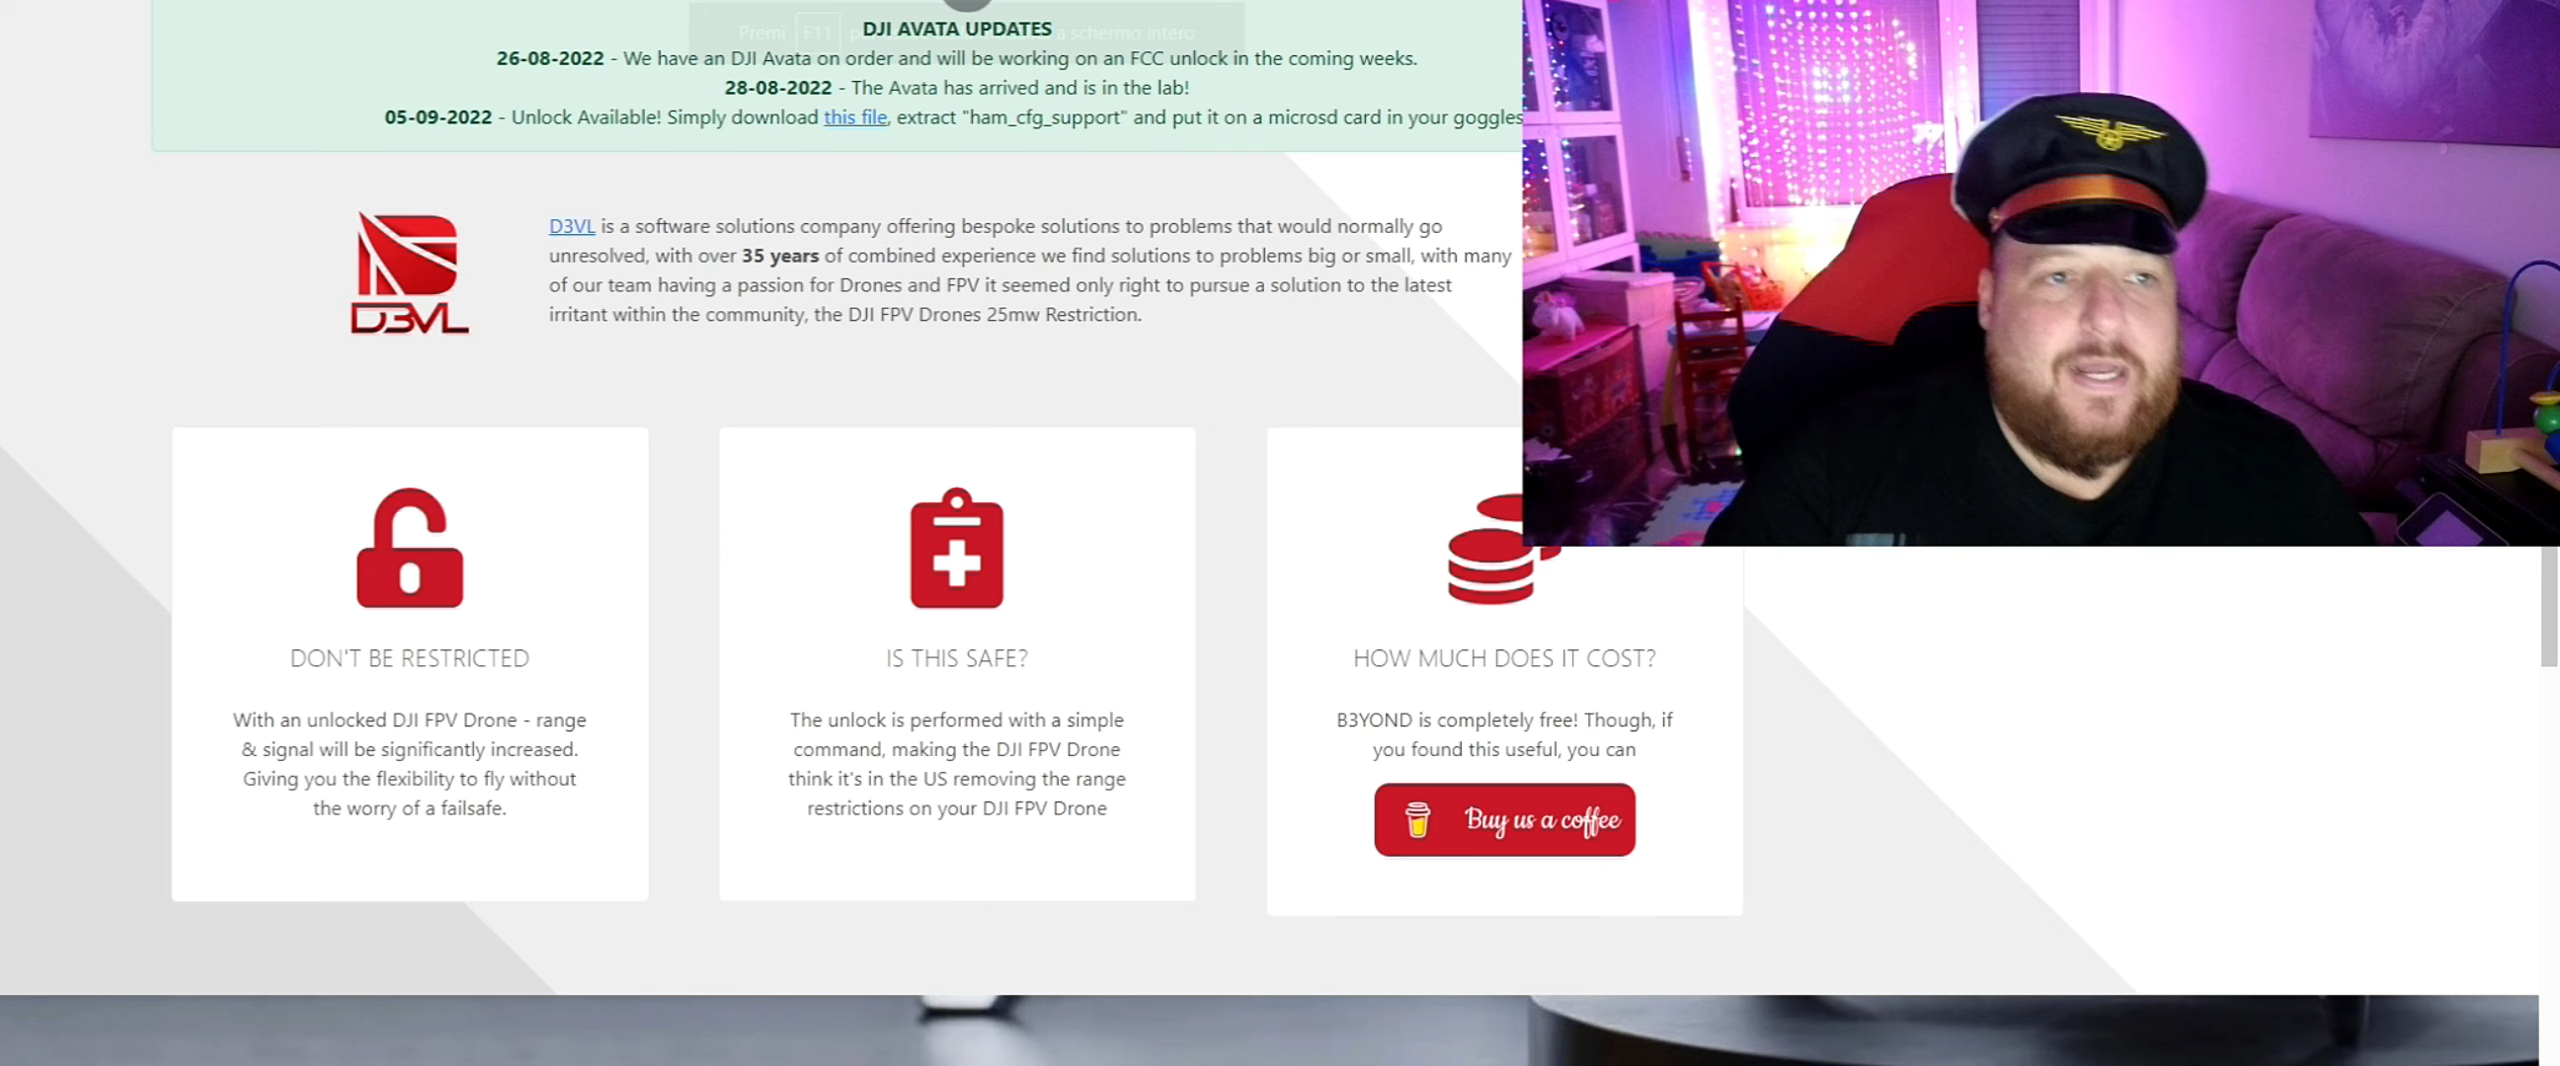 Premi F11 p a schermo intero
DJI AVATA UPDATES
26-08-2022 - We have an DJI Avata on order and will be working on an FCC unlock in the coming weeks.
28-08-2022 - The Avata has arrived and is in the lab!
05-09-2022 - Unlock Available! Simply download this file, extract "ham_cfg_support" and put it on a microsd card in your goggles
D3VL
D3VL is a software solutions company offering bespoke solutions to problems that would normally go
unresolved, with over 35 years of combined experience we find solutions to problems big or small, with many
of our team having a passion for Drones and FPV it seemed only right to pursue a solution to the latest
irritant within the community, the DJI FPV Drones 25mw Restriction.
DON'T BE RESTRICTED
With an unlocked DJI FPV Drone - range
& signal will be significantly increased.
Giving you the flexibility to fly without
the worry of a failsafe.
IS THIS SAFE?
The unlock is performed with a simple
command, making the DJI FPV Drone
think it's in the US removing the range
restrictions on your DJI FPV Drone
HOW MUCH DOES IT COST?
B3YOND is completely free! Though, if
you found this useful, you can
Buy us a coffee